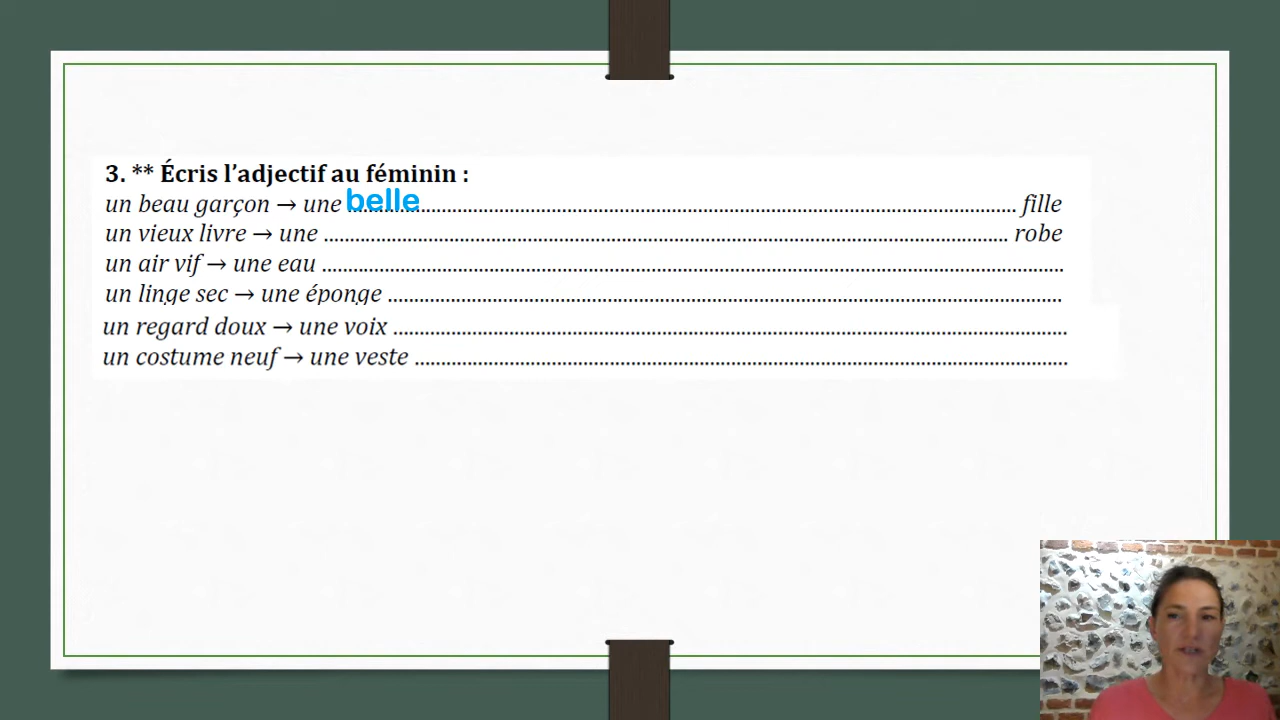 3. ** Écris l’adjectif au féminin :
un beau garçon → une belle ........................................................................................................ fille
un vieux livre → une ........................................................................................................ robe
un air vif → une eau ........................................................................................................
un linge sec → une éponge ........................................................................................................
un regard doux → une voix ........................................................................................................
un costume neuf → une veste ........................................................................................................